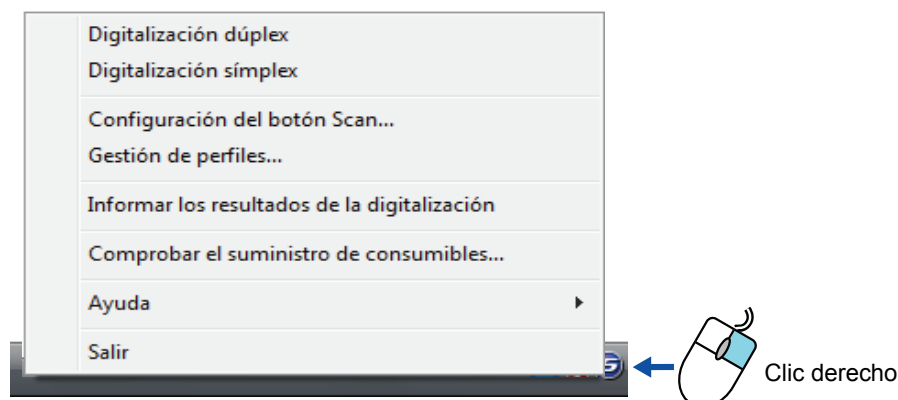 Digitalización dúplex
Digitalización símplex
Configuración del botón Scan...
Gestión de perfiles...
Informar los resultados de la digitalización
Comprobar el suministro de consumibles...
Ayuda
Salir
Clic derecho